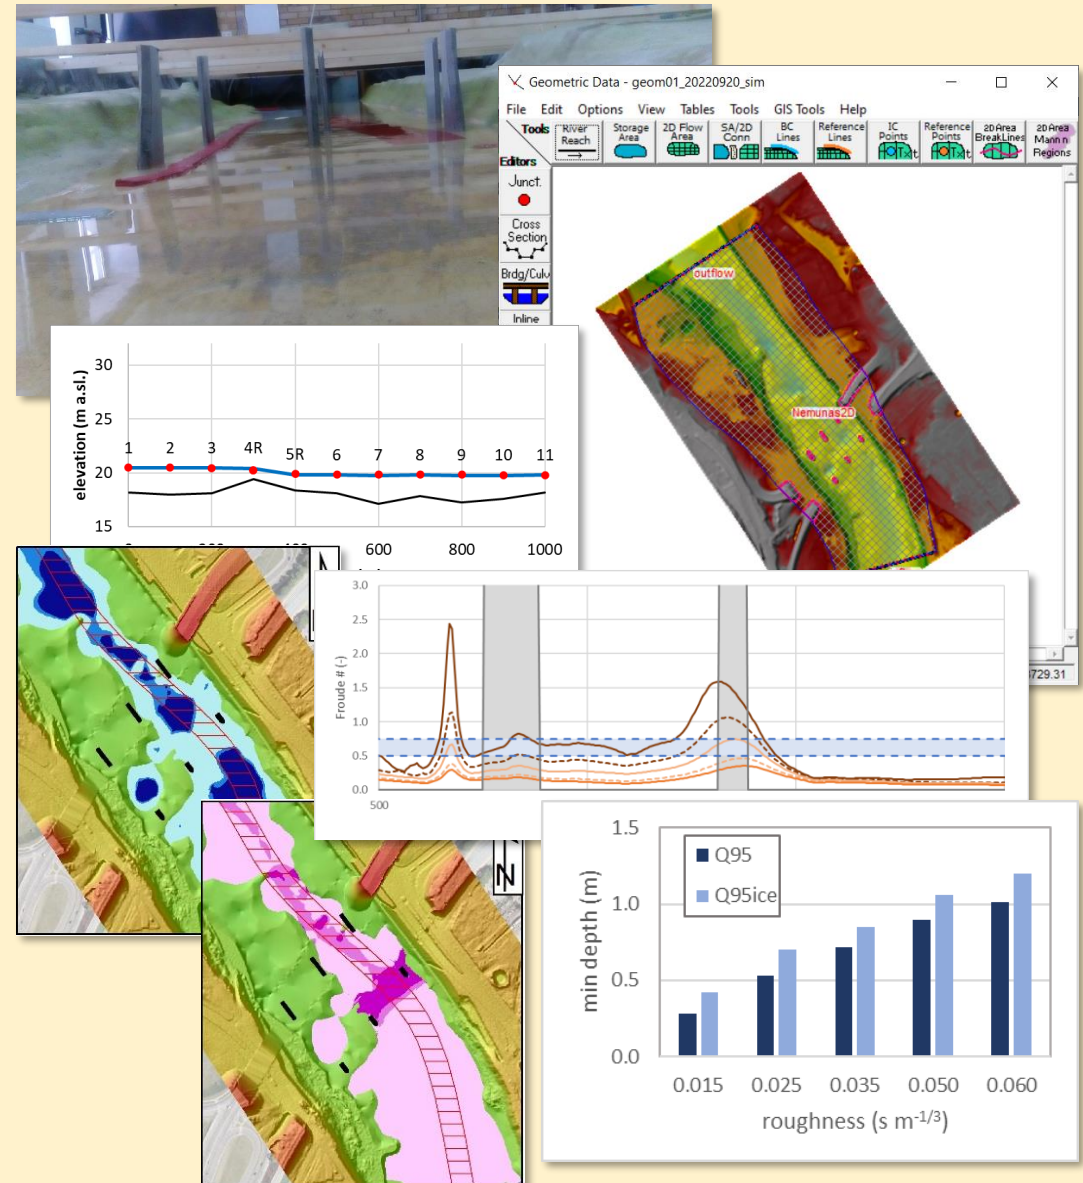 Geometric Data - geom01_20220920_sim
File Edit Options View Tables Tools GIS Tools Help
Tools
Editors
River
Reach
Storage
Area
2D Flow
Area
SA/2D
Conn
BC
Lines
Reference
Lines
IC
Points
Reference
Points
2D Area
BreakLines
2D Area
Mann n
Regions
Junct.
Cross
Section
Brdg/Culv
Inline
outflow
Nemunas2D
729.31
elevation (m a.sl.)
30
25
20
15
1 2 3 4R 5R 6 7 8 9 10 11
600 800 1000
N
Froude # (-)
3.0
2.5
2.0
1.5
1.0
0.5
0.0
500
N
min depth (m)
1.5
1.0
0.5
0.0
Q95
Q95ice
0.015 0.025 0.035 0.050 0.060
roughness (s m-1/3)